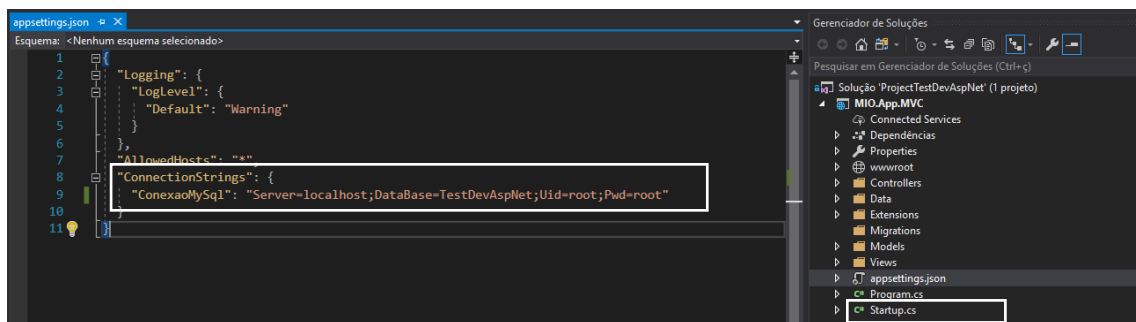 appsettings.json
Esquema: <Nenhum esquema selecionado>
1 {
2 "Logging": {
3 "LogLevel": {
4 "Default": "Warning"
5 }
6 },
7 "AllowedHosts": "*",
8 "ConnectionStrings": {
9 "ConexaoMySql": "Server=localhost;DataBase=TestDevAspNet;Uid=root;Pwd=root"
10 }
11 }
Gerenciador de Soluções
Pesquisar em Gerenciador de Soluções (Ctrl+ç)
Solução 'ProjectTestDevAspNet' (1 projeto)
MIO.App.MVC
Connected Services
Dependências
Properties
wwwroot
Controllers
Data
Extensions
Migrations
Models
Views
appsettings.json
C# Program.cs
C# Startup.cs